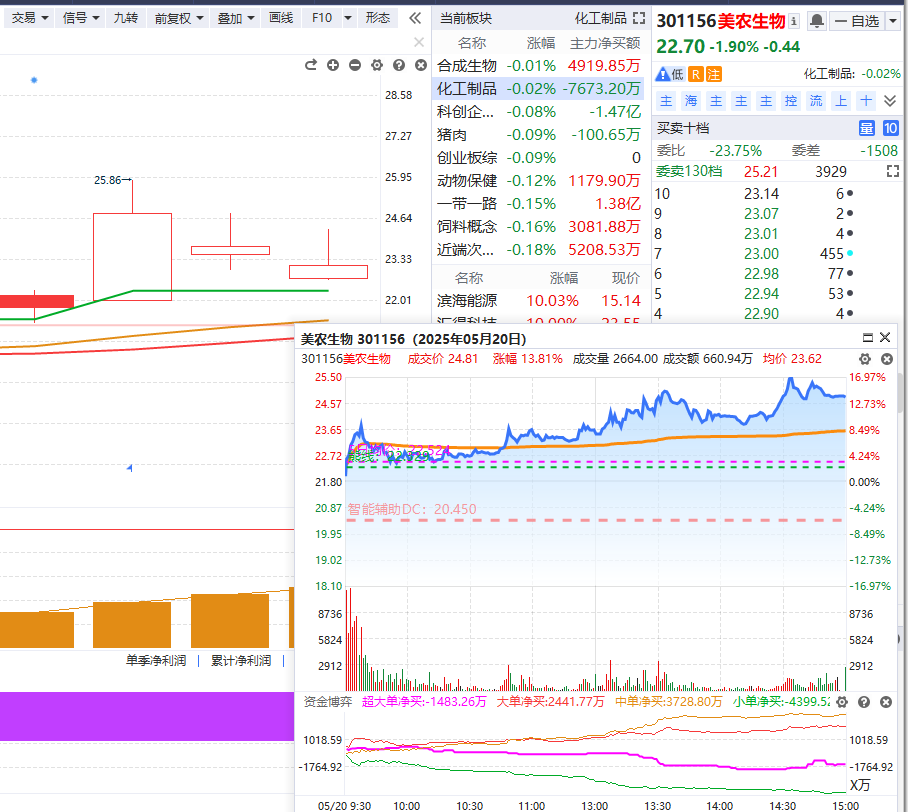 交易 信号 九转 前复权 叠加 画线 F10 形态
当前板块 化工制品
名称 涨幅 主力净买额
合成生物 -0.01% 4919.85万
化工制品 -0.02% -7673.20万
科创企... -0.08% -1.47亿
猪肉 -0.09% -100.65万
创业板综 -0.09% 0
动物保健 -0.12% 1179.90万
一带一路 -0.15% 1.38亿
饲料概念 -0.16% 3081.88万
近端次... -0.18% 5208.53万
名称 涨幅 现价
滨海能源 10.03% 15.14
301156 美农生物 自选
22.70 -1.90% -0.44
低 R 注 化工制品: -0.02%
主 海 主 主 主 控 流 上 十
买卖十档 量 10
委比 -23.75% 委差 -1508
委卖130档 25.21 3929
10 23.14 6
9 23.07 2
8 23.01 4
7 23.00 455
6 22.98 77
5 22.94 53
4 22.90 4
28.58
27.27
25.95
24.64
23.33
22.01
25.86→
单季净利润 累计净利润
美农生物 301156（2025年05月20日）
301156美农生物 成交价 24.81 涨幅 13.81% 成交量 2664.00 成交额 660.94万 均价 23.62
25.50 16.97%
24.57 12.73%
23.65 8.49%
22.72 4.24%
21.80 0.00%
20.87 -4.24%
19.95 -8.49%
19.02 -12.73%
18.10 -16.97%
智能辅助DC：20.450
8736 8736
5824 5824
2912 2912
资金博弈 超大单净买:-1483.26万 大单净买:2441.77万 中单净买:3728.80万 小单净买:-4399.5
1018.59 1018.59
-1764.92 -1764.92
X万
05/20 9:30 10:00 10:30 11:00 13:00 13:30 14:00 14:30 15:00